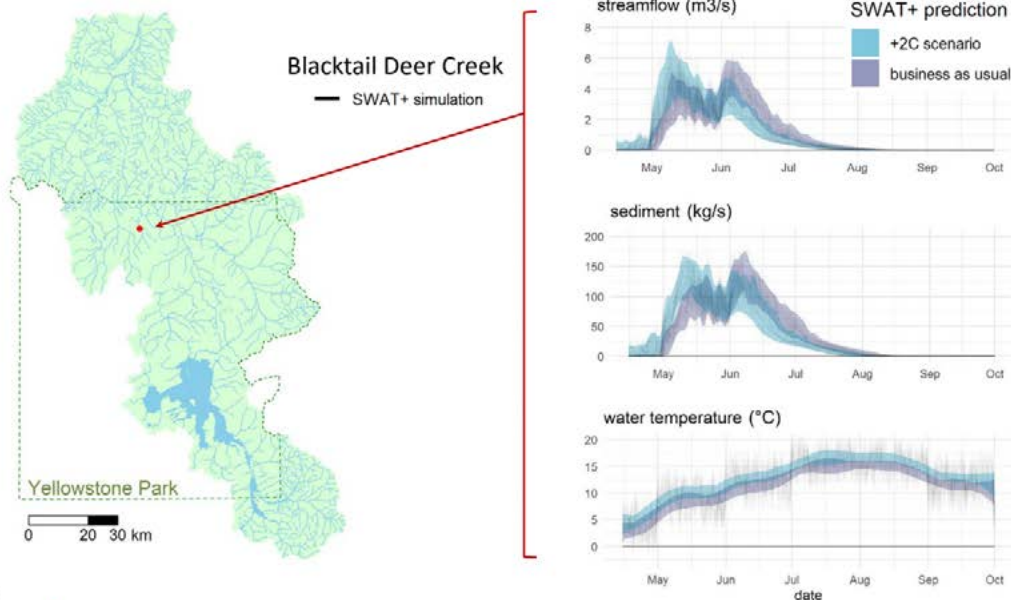 Blacktail Deer Creek
SWAT+ simulation
Yellowstone Park
0 20 30 km
streamflow (m3/s)
SWAT+ prediction
+2C scenario
business as usual
8
6
4
2
0
May Jun Jul Aug Sep Oct
sediment (kg/s)
200
150
100
50
0
May Jun Jul Aug Sep Oct
water temperature (°C)
20
15
10
5
0
May Jun Jul Aug Sep Oct
date